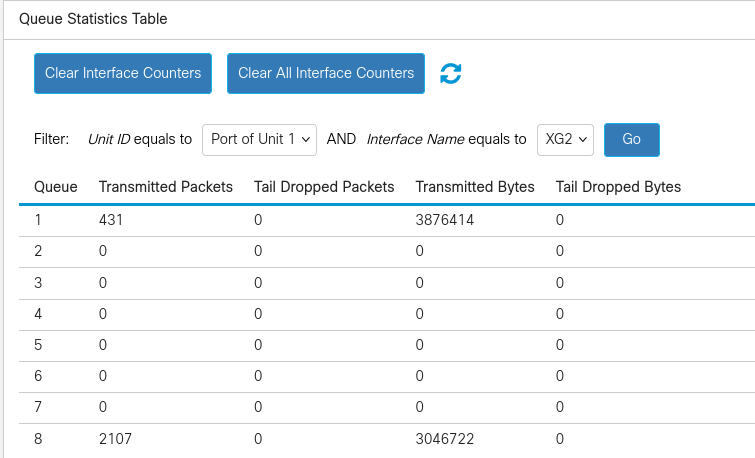 Queue Statistics Table
Clear Interface Counters Clear All Interface Counters
Filter: Unit ID equals to Port of Unit 1 AND Interface Name equals to XG2 Go
Queue Transmitted Packets Tail Dropped Packets Transmitted Bytes Tail Dropped Bytes
1 431 0 3876414 0
2 0 0 0 0
3 0 0 0 0
4 0 0 0 0
5 0 0 0 0
6 0 0 0 0
7 0 0 0 0
8 2107 0 3046722 0